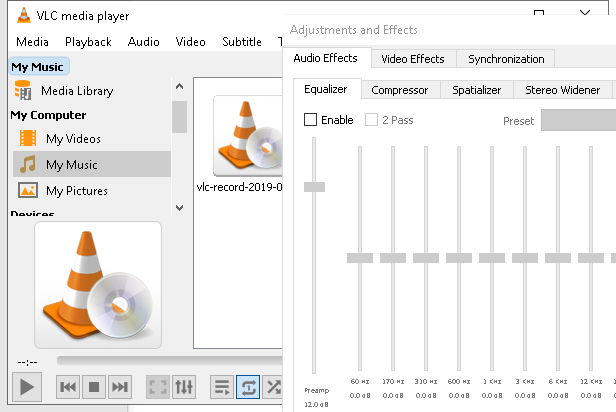 VLC media player
Media Playback Audio Video Subtitle T
My Music
Media Library
My Computer
My Videos
My Music
My Pictures
Devices
vlc-record-2019-0
--:--
Adjustments and Effects
Audio Effects Video Effects Synchronization
Equalizer Compressor Spatializer Stereo Widener
Enable 2 Pass Preset
60 Hz 170 Hz 310 Hz 600 Hz 1 KHz 3 KHz 6 KHz 12 KHz
Preamp 0.0 dB 0.0 dB 0.0 dB 0.0 dB 0.0 dB 0.0 dB 0.0 dB 0.0 dB
12.0 dB